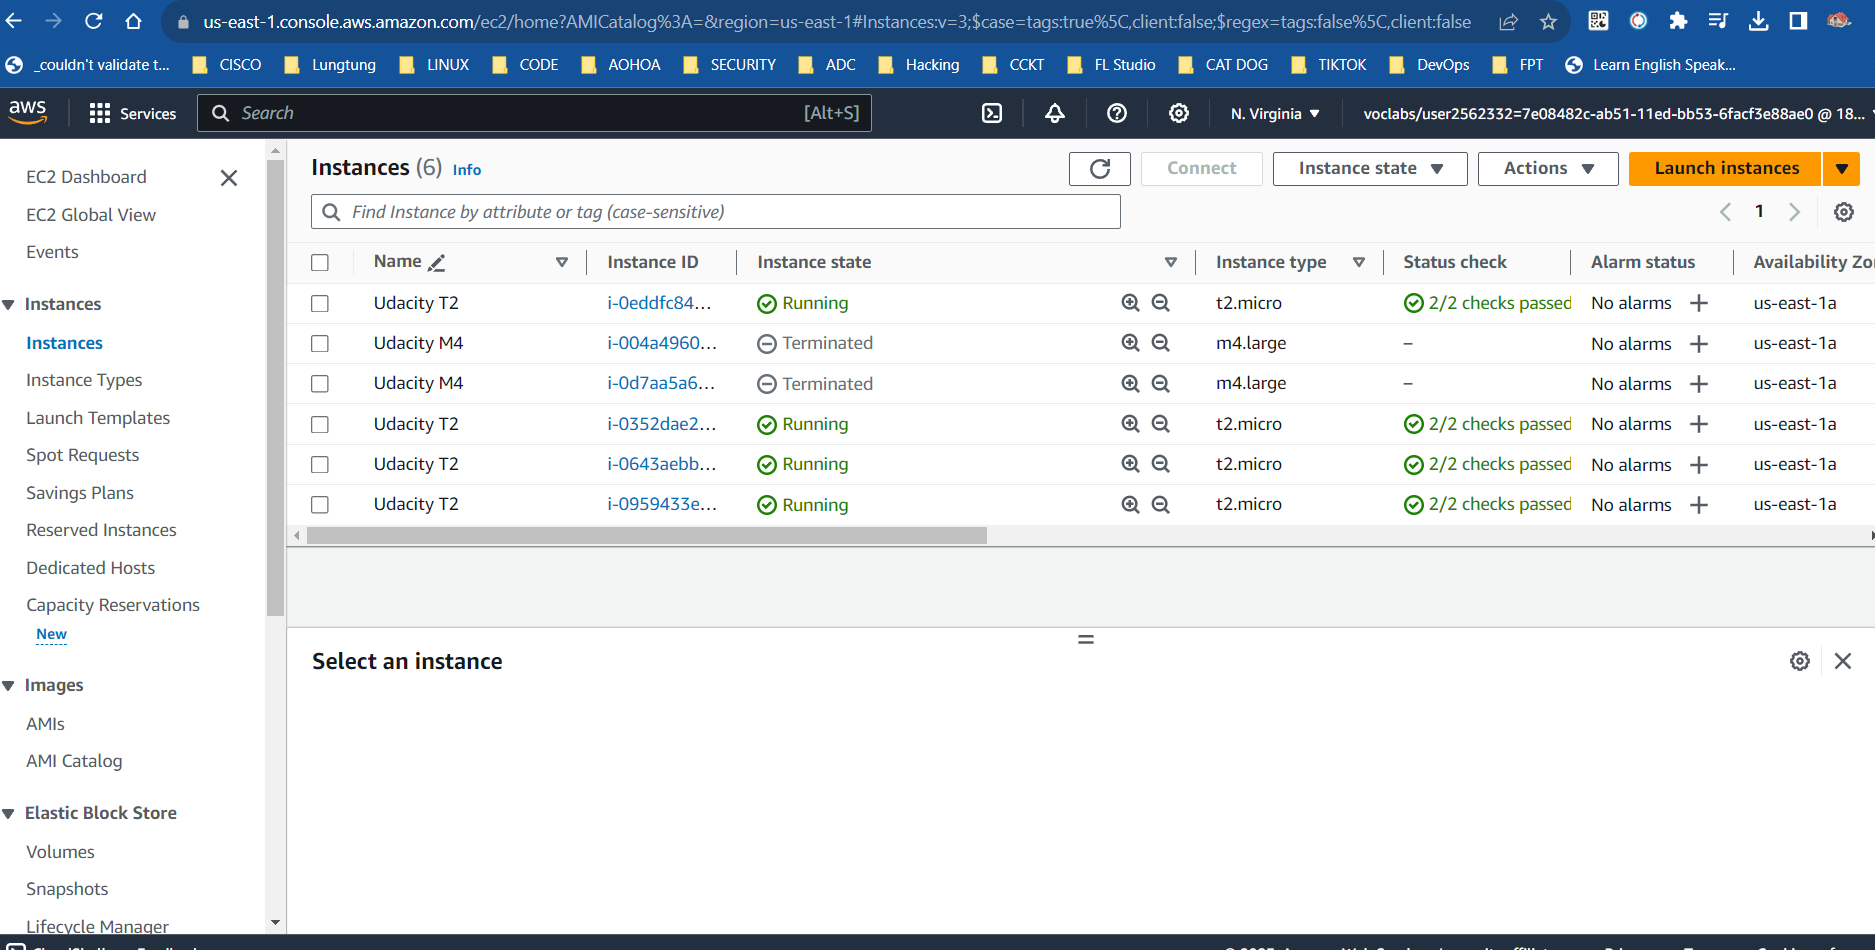 us-east-1.console.aws.amazon.com/ec2/home?AMICatalog%3A=&region=us-east-1#Instances:v=3;$case=tags:true%5C,client:false;$regex=tags:false%5C,client:false
_couldn't validate t... CISCO Lungtung LINUX CODE AOHOA SECURITY ADC Hacking CCKT FL Studio CAT DOG TIKTOK DevOps FPT Learn English Speak...
aws Services Search [Alt+S] N. Virginia voclabs/user2562332=7e08482c-ab51-11ed-bb53-6facf3e88ae0 @ 18...
EC2 Dashboard
EC2 Global View
Events
Instances
Instances
Instance Types
Launch Templates
Spot Requests
Savings Plans
Reserved Instances
Dedicated Hosts
Capacity Reservations
New
Images
AMIs
AMI Catalog
Elastic Block Store
Volumes
Snapshots
Lifecycle Manager
Instances (6) Info Connect Instance state Actions Launch instances
Find Instance by attribute or tag (case-sensitive) 1
Name Instance ID Instance state Instance type Status check Alarm status Availability Zo
Udacity T2 i-0eddfc84... Running t2.micro 2/2 checks passed No alarms + us-east-1a
Udacity M4 i-004a4960... Terminated m4.large – No alarms + us-east-1a
Udacity M4 i-0d7aa5a6... Terminated m4.large – No alarms + us-east-1a
Udacity T2 i-0352dae2... Running t2.micro 2/2 checks passed No alarms + us-east-1a
Udacity T2 i-0643aebb... Running t2.micro 2/2 checks passed No alarms + us-east-1a
Udacity T2 i-0959433e... Running t2.micro 2/2 checks passed No alarms + us-east-1a
Select an instance